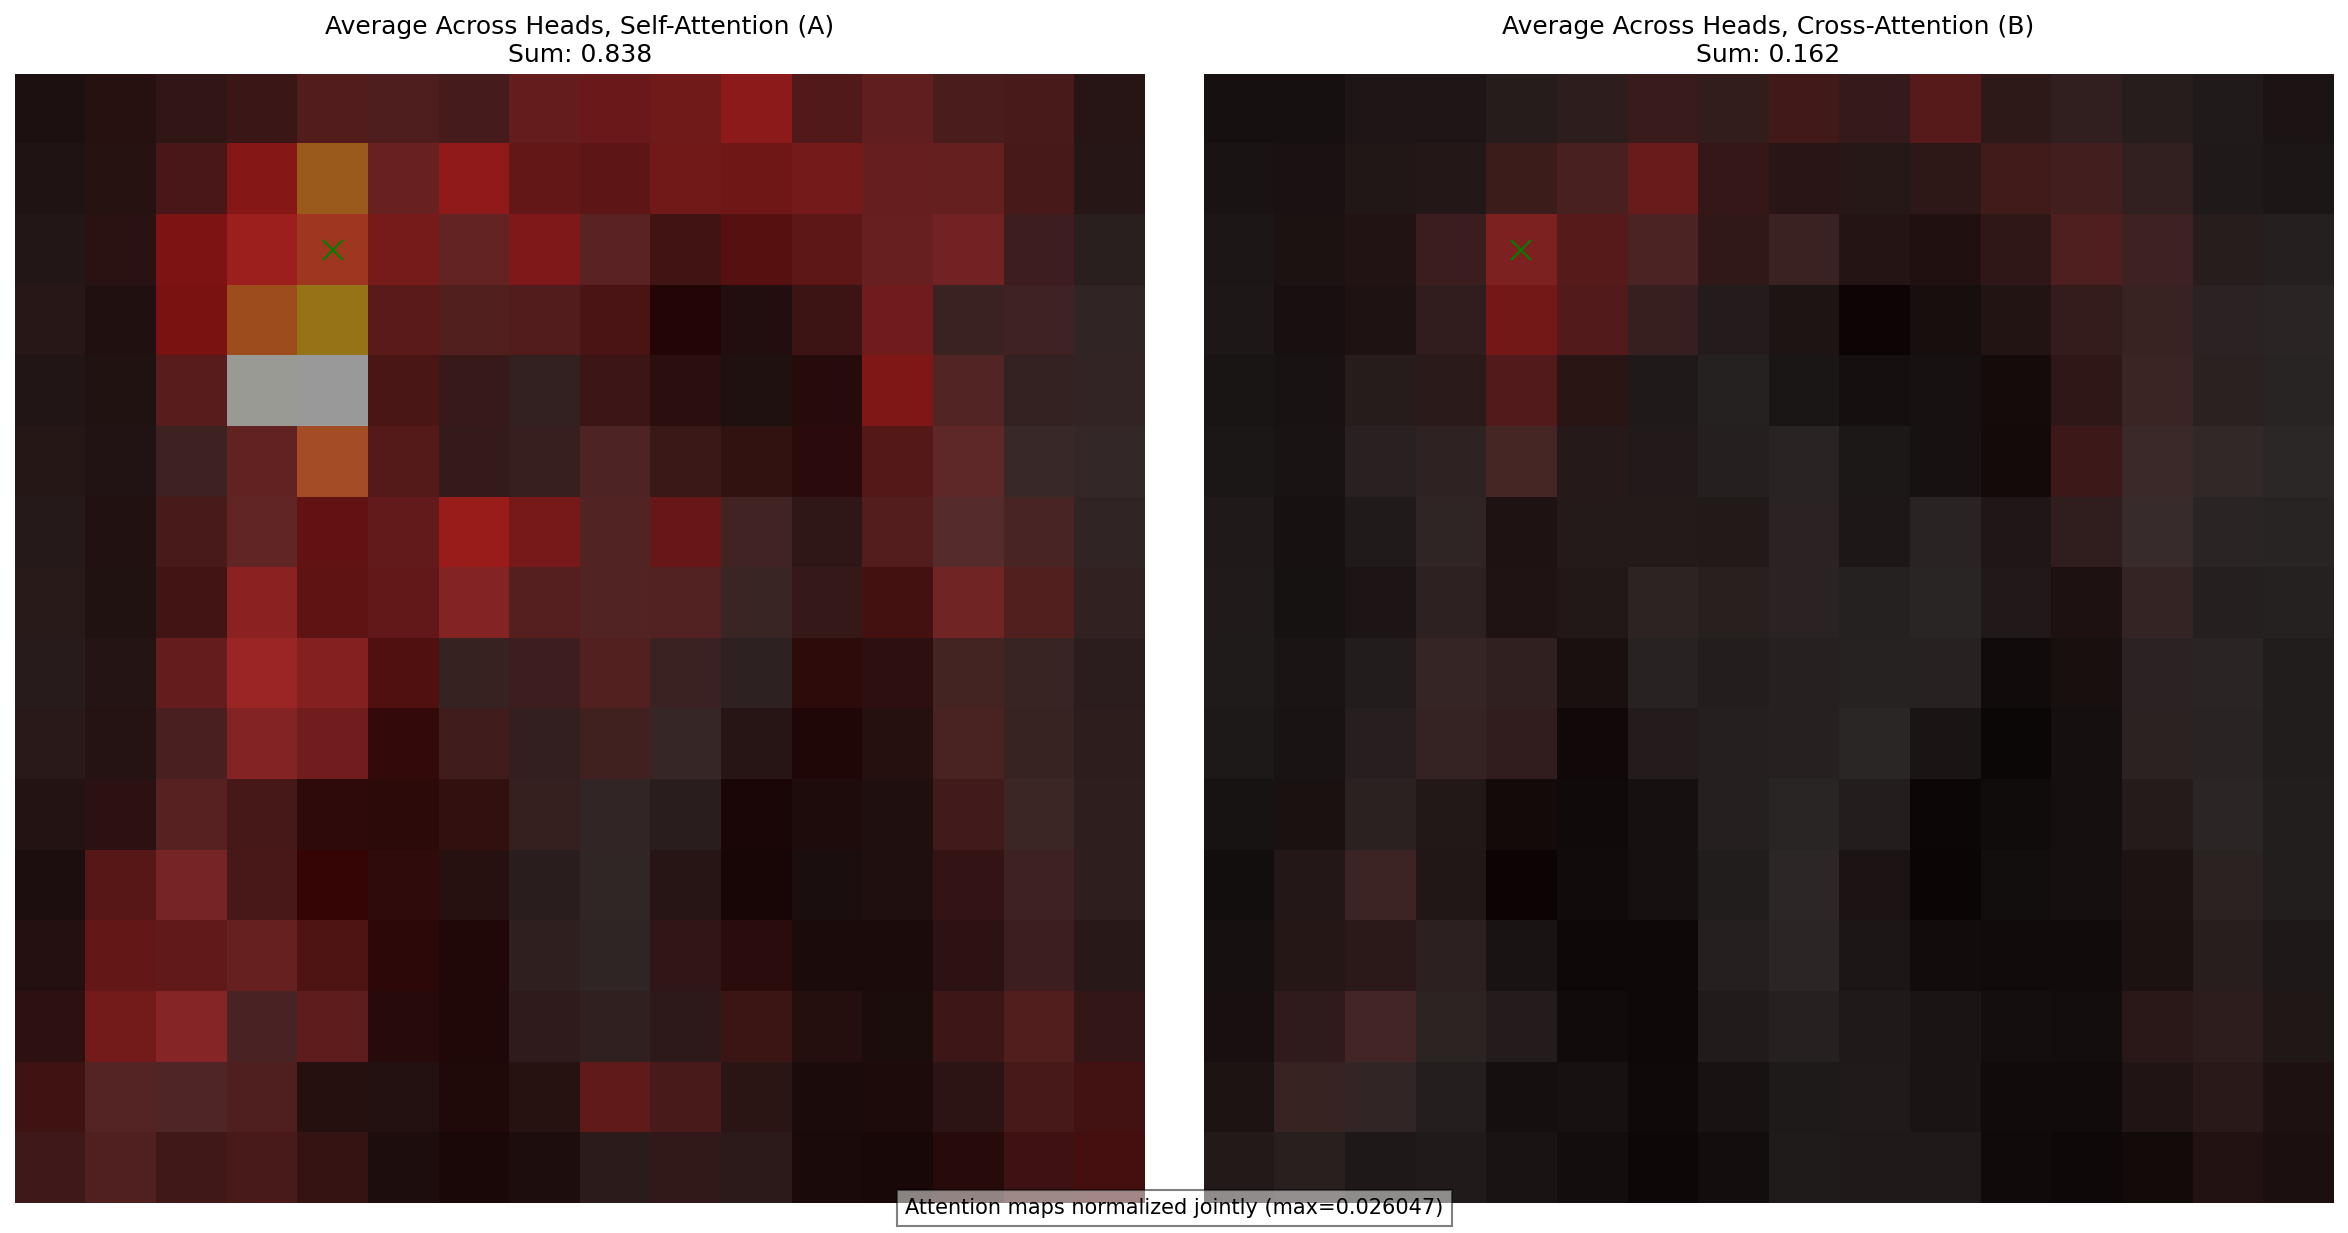 Average Across Heads, Self-Attention (A)
Sum: 0.838
Average Across Heads, Cross-Attention (B)
Sum: 0.162
Attention maps normalized jointly (max=0.026047)